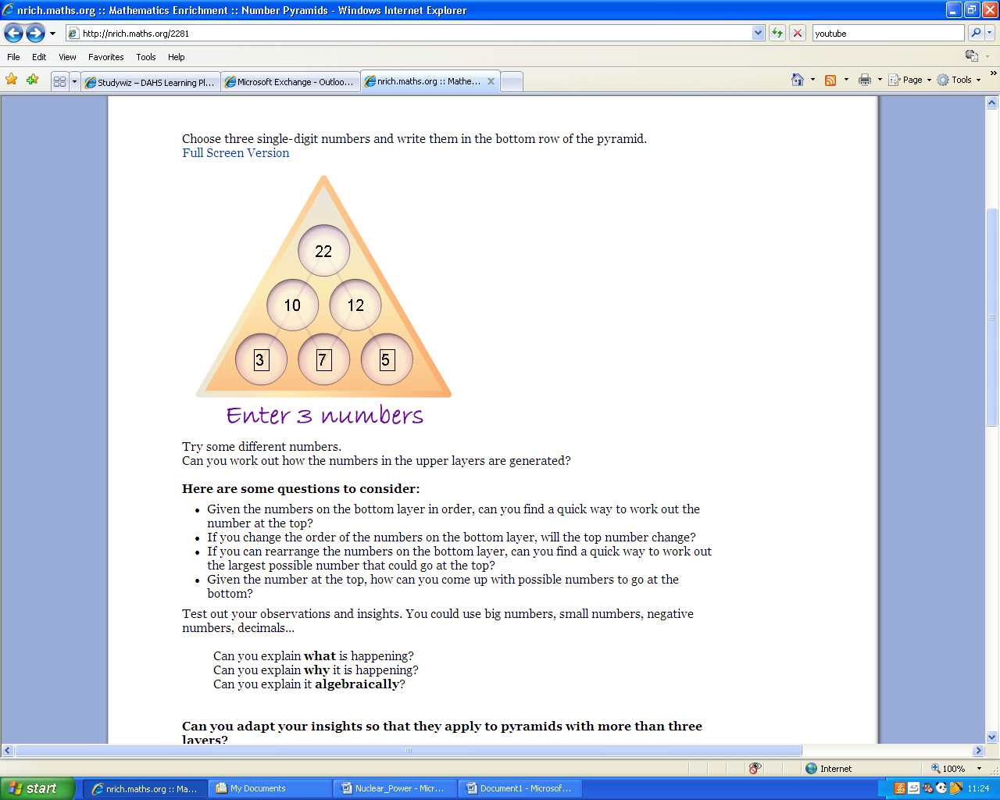 nrich.maths.org :: Mathematics Enrichment :: Number Pyramids - Windows Internet Explorer
http://nrich.maths.org/2281
youtube
File Edit View Favorites Tools Help
Studywiz – DAHS Learning Pl...
Microsoft Exchange - Outloo...
nrich.maths.org :: Mathe...
Page
Tools
Choose three single-digit numbers and write them in the bottom row of the pyramid.
Full Screen Version
22
10 12
3 7 5
Enter 3 numbers
Try some different numbers.
Can you work out how the numbers in the upper layers are generated?
Here are some questions to consider:
• Given the numbers on the bottom layer in order, can you find a quick way to work out the
number at the top?
• If you change the order of the numbers on the bottom layer, will the top number change?
• If you can rearrange the numbers on the bottom layer, can you find a quick way to work out
the largest possible number that could go at the top?
• Given the number at the top, how can you come up with possible numbers to go at the
bottom?
Test out your observations and insights. You could use big numbers, small numbers, negative
numbers, decimals...
Can you explain what is happening?
Can you explain why it is happening?
Can you explain it algebraically?
Can you adapt your insights so that they apply to pyramids with more than three
layers?
Internet
100%
start
nrich.maths.org :: Ma...
My Documents
Nuclear_Power - Micr...
Document1 - Microsof...
11:24